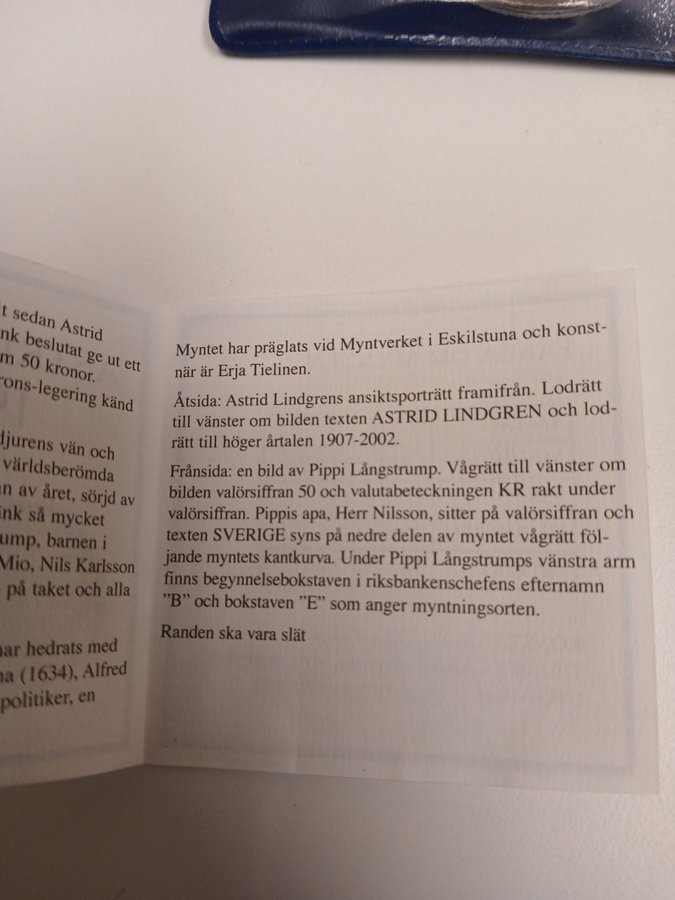 t sedan Astrid
nk beslutat ge ut ett
m 50 kronor.
rons-legering känd
djurens vän och
världsberömda
n av året, sörjd av
ink så mycket
ump, barnen i
Mio, Nils Karlsson
på taket och alla
har hedrats med
na (1634), Alfred
politiker, en
Myntet har präglats vid Myntverket i Eskilstuna och konst-
när är Erja Tielinen.
Åtsida: Astrid Lindgrens ansiktsporträtt framifrån. Lodrätt
till vänster om bilden texten ASTRID LINDGREN och lod-
rätt till höger årtalen 1907-2002.
Frånsida: en bild av Pippi Långstrump. Vågrätt till vänster om
bilden valörsiffran 50 och valutabeteckningen KR rakt under
valörsiffran. Pippis apa, Herr Nilsson, sitter på valörsiffran och
texten SVERIGE syns på nedre delen av myntet vågrätt föl-
jande myntets kantkurva. Under Pippi Långstrumps vänstra arm
finns begynnelsebokstaven i riksbankenschefens efternamn
"B" och bokstaven "E" som anger myntningsorten.
Randen ska vara slät